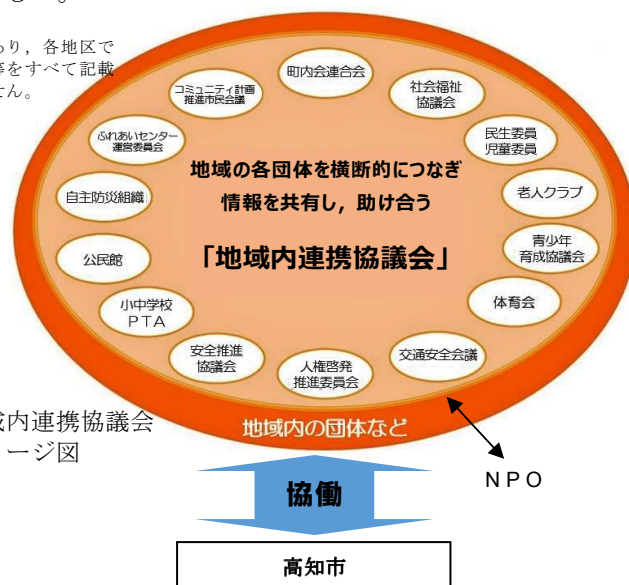 あり，各地区で
等をすべて記載
せん。
町内会連合会
コミュニティ計画
推進市民会議
社会福祉
協議会
ふれあいセンター
運営委員会
民生委員
児童委員
地域の各団体を横断的につなぎ
情報を共有し，助け合う
「地域内連携協議会」
自主防災組織
老人クラブ
公民館
青少年
育成協議会
小中学校
ＰＴＡ
体育会
安全推進
協議会
人権啓発
推進委員会
交通安全会議
地域内の団体など
域内連携協議会
ージ図
ＮＰＯ
協働
高知市